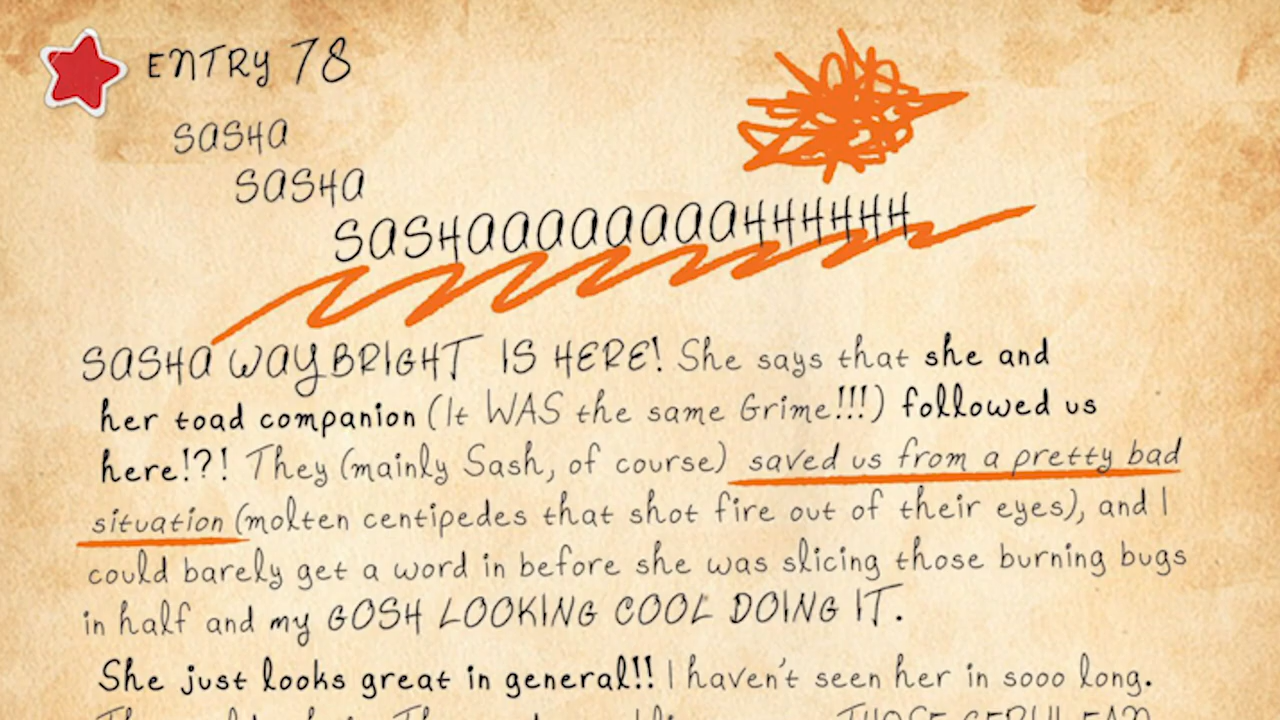 ENTRY 78
SASHA
SASHA
SASHAAAAAAAAAHHHHHH
SASHA WAYBRIGHT IS HERE! She says that she and
her toad companion (It WAS the same Grime!!!) followed us
here!?! They (mainly Sash, of course) saved us from a pretty bad
situation (molten centipedes that shot fire out of their eyes), and I
could barely get a word in before she was slicing those burning bugs
in half and my GOSH LOOKING COOL DOING IT.
She just looks great in general!! I haven't seen her in sooo long.